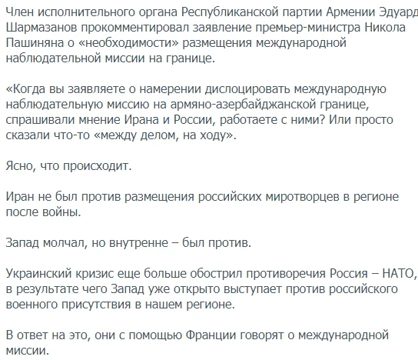 Член исполнительного органа Республиканской партии Армении Эдуард
Шармазанов прокомментировал заявление премьер-министра Никола
Пашиняна о «необходимости» размещения международной
наблюдательной миссии на границе.
«Когда вы заявляете о намерении дислоцировать международную
наблюдательную миссию на армяно-азербайджанской границе,
спрашивали мнение Ирана и России, работаете с ними? Или просто
сказали что-то «между делом, на ходу».
Ясно, что происходит.
Иран не был против размещения российских миротворцев в регионе
после войны.
Запад молчал, но внутренне – был против.
Украинский кризис еще больше обострил противоречия Россия – НАТО,
в результате чего Запад уже открыто выступает против российского
военного присутствия в нашем регионе.
В ответ на это, они с помощью Франции говорят о международной
миссии.